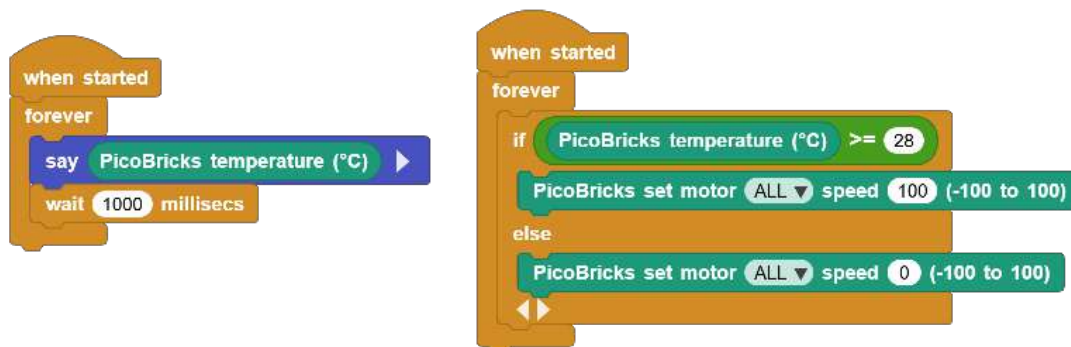 when started
forever
say PicoBricks temperature (°C)
wait 1000 millisecs
when started
forever
if PicoBricks temperature (°C) >= 28
PicoBricks set motor ALL speed 100 (-100 to 100)
else
PicoBricks set motor ALL speed 0 (-100 to 100)